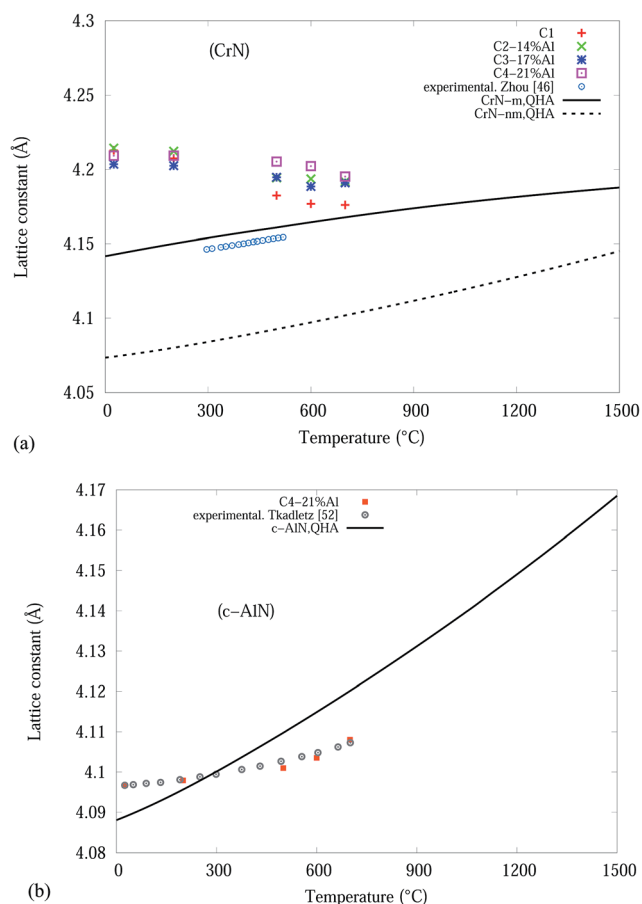 4.3
4.25
4.2
4.15
4.1
4.05
Lattice constant (Å)
(CrN)
C1
C2−14%Al
C3−17%Al
C4−21%Al
experimental. Zhou [46]
CrN−m,QHA
CrN−nm,QHA
0 300 600 900 1200 1500
Temperature (°C)
(a)
4.17
4.16
4.15
4.14
4.13
4.12
4.11
4.1
4.09
4.08
Lattice constant (Å)
C4−21%Al
experimental. Tkadletz [52]
c−AlN,QHA
(c−AlN)
0 300 600 900 1200 1500
Temperature (°C)
(b)